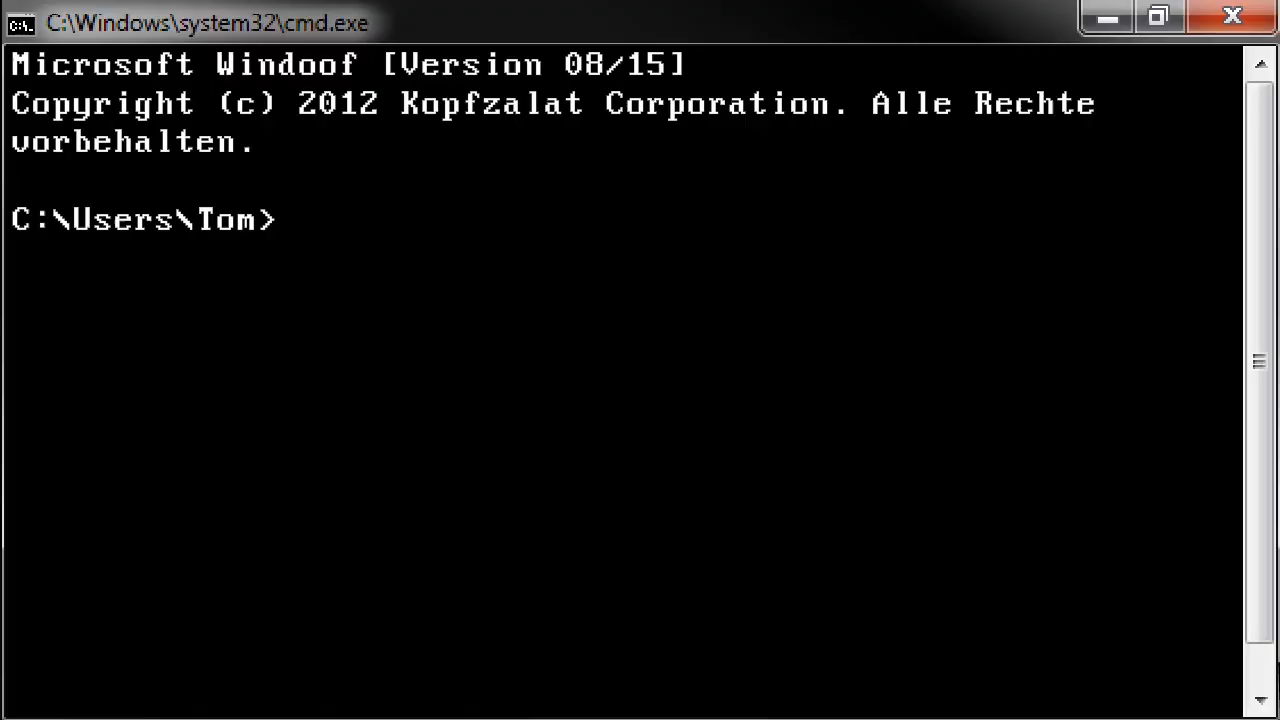 C:\Windows\system32\cmd.exe
Microsoft Windoof [Version 08/15]
Copyright (c) 2012 Kopfzalat Corporation. Alle Rechte
vorbehalten.
C:\Users\Tom>